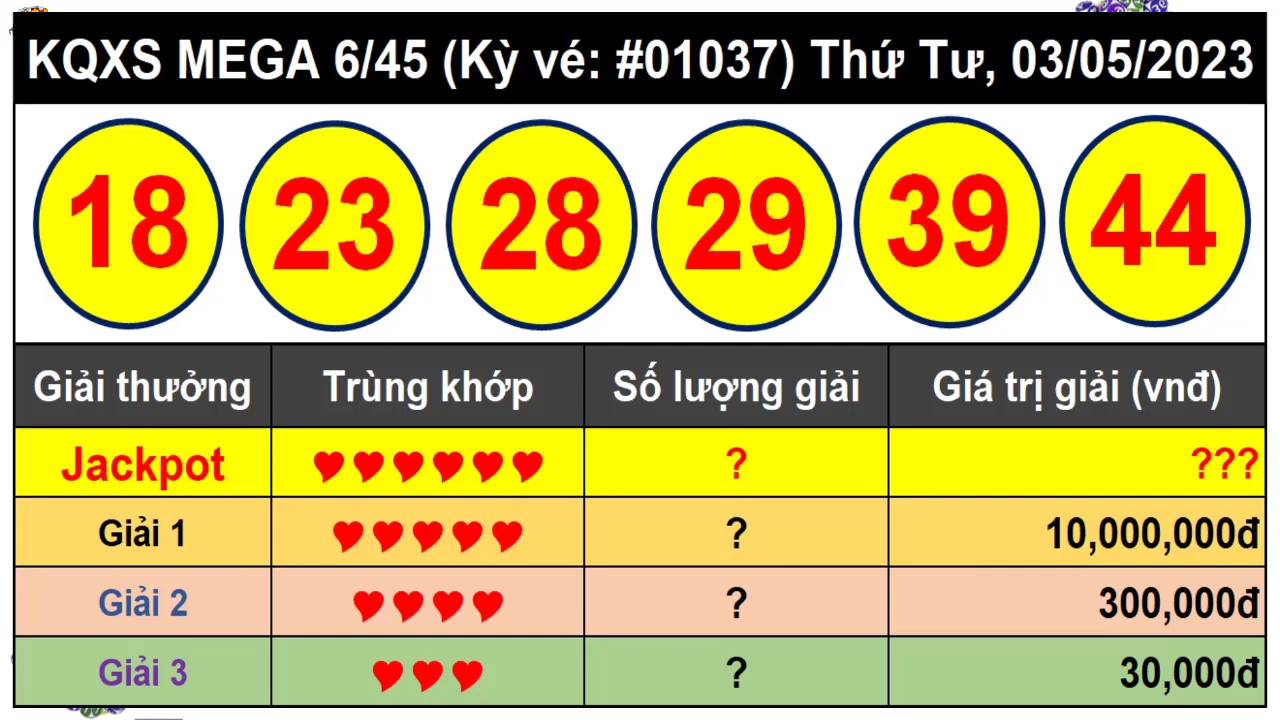 KQXS MEGA 6/45 (Kỳ vé: #01037) Thứ Tư, 03/05/2023
18 23 28 29 39 44
Giải thưởng Trùng khớp Số lượng giải Giá trị giải (vnđ)
Jackpot ? ???
Giải 1 ? 10,000,000đ
Giải 2 ? 300,000đ
Giải 3 ? 30,000đ